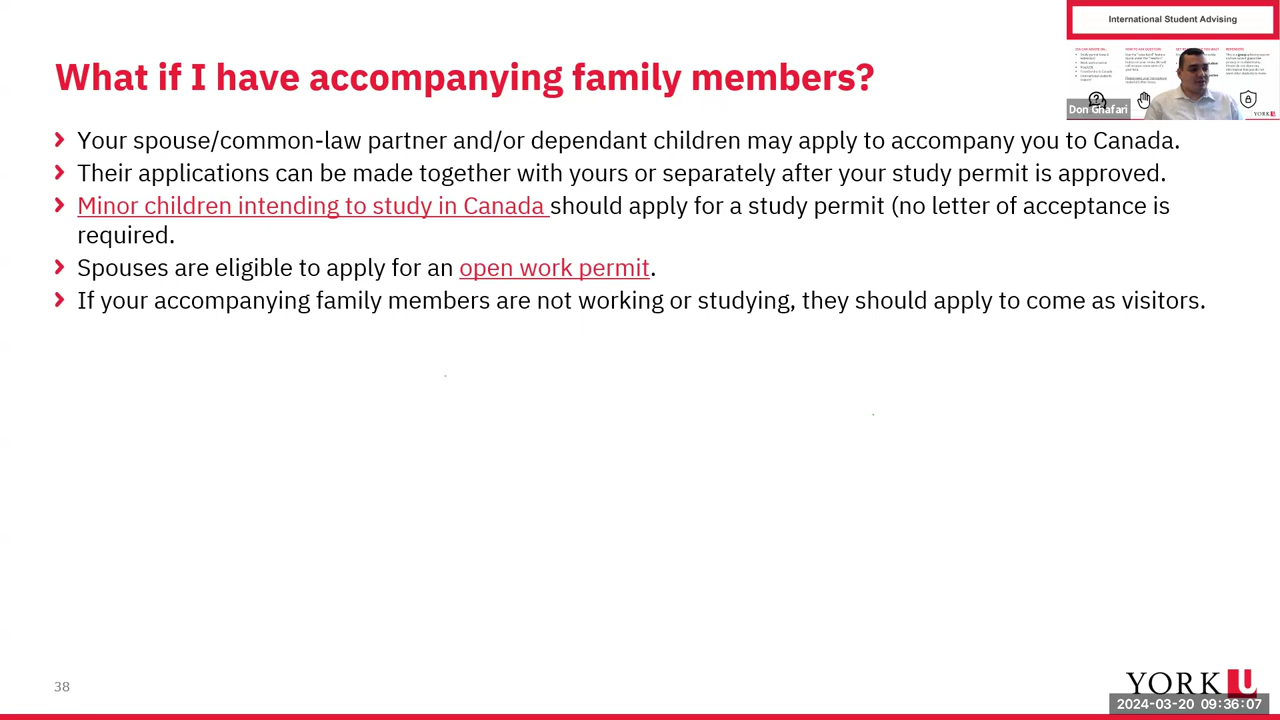 International Student Advising
What if I have accompanying family members?
Don Ghafari
Your spouse/common-law partner and/or dependant children may apply to accompany you to Canada.
Their applications can be made together with yours or separately after your study permit is approved.
Minor children intending to study in Canada should apply for a study permit (no letter of acceptance is
required.
Spouses are eligible to apply for an open work permit.
If your accompanying family members are not working or studying, they should apply to come as visitors.
38
YORK U
2024-03-20 09:36:07